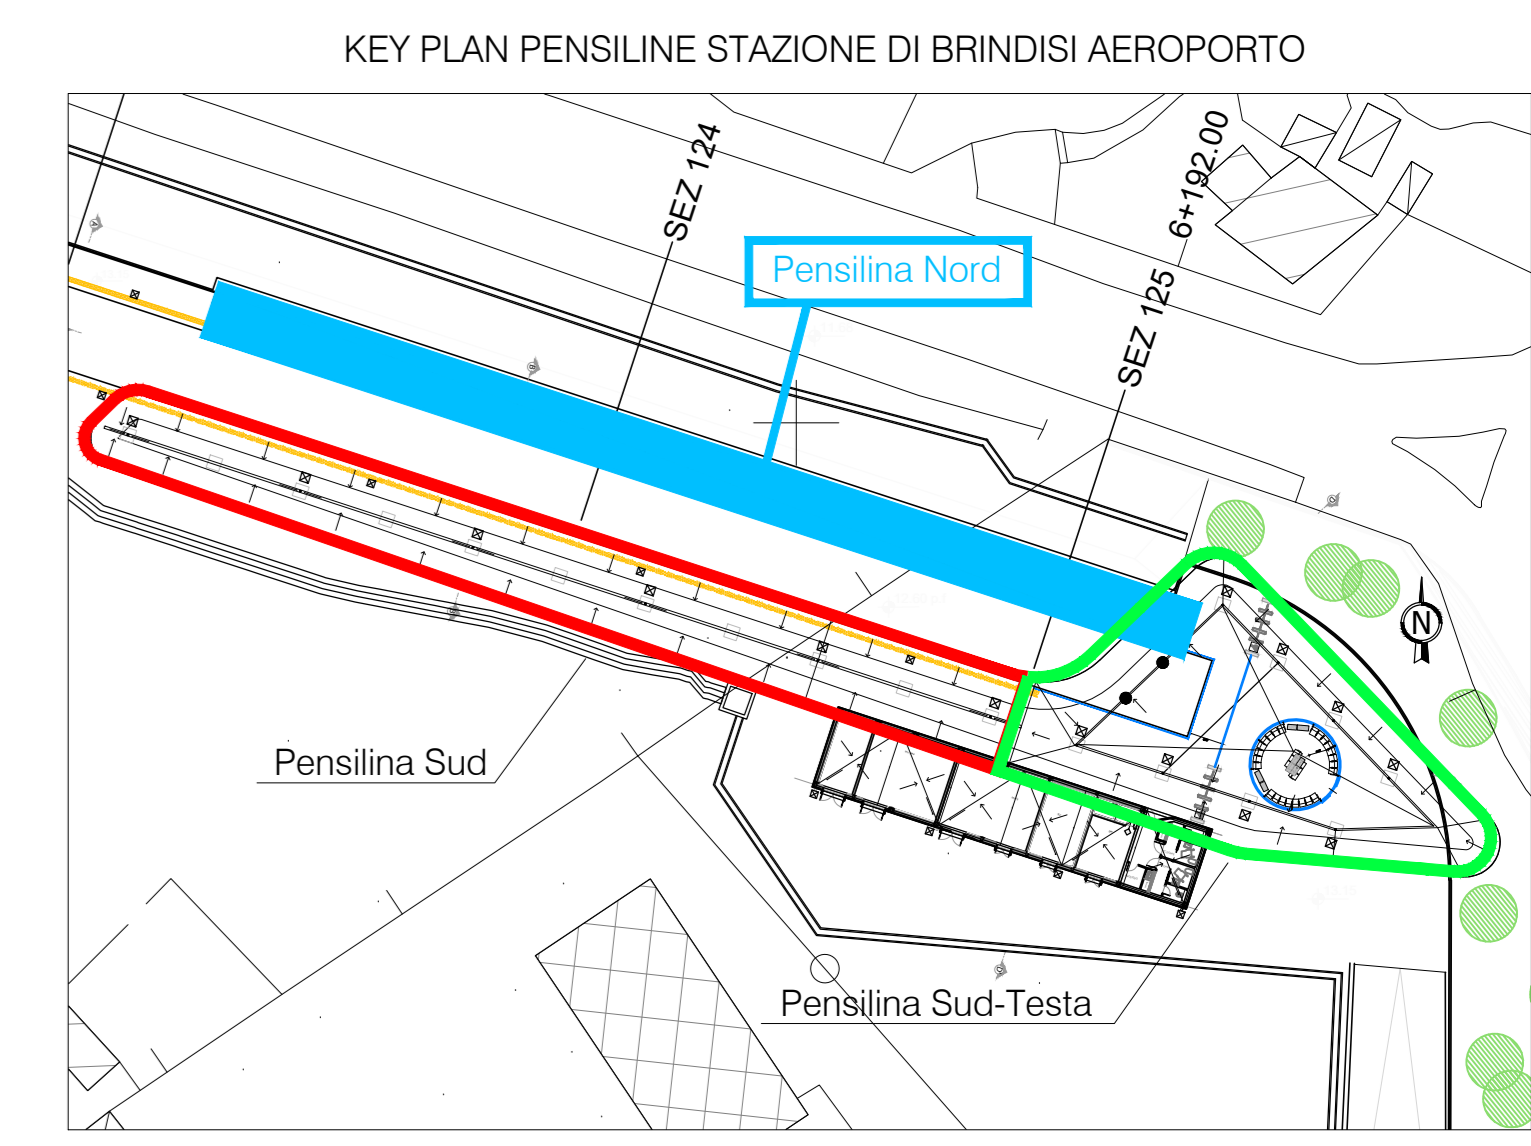 KEY PLAN PENSILINE STAZIONE DI BRINDISI AEROPORTO
SEZ 124
6+192.00
SEZ 125
Pensilina Nord
N
Pensilina Sud
Pensilina Sud-Testa